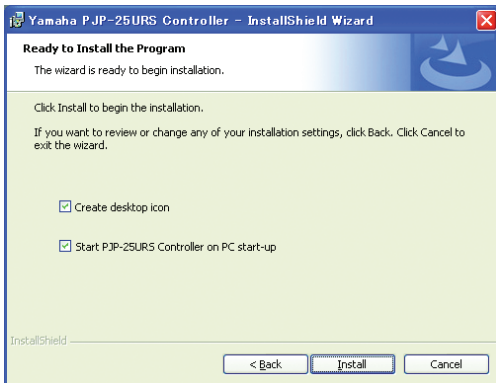 Yamaha PJP-25URS Controller - InstallShield Wizard
Ready to Install the Program
The wizard is ready to begin installation.
Click Install to begin the installation.
If you want to review or change any of your installation settings, click Back. Click Cancel to
exit the wizard.
Create desktop icon
Start PJP-25URS Controller on PC start-up
InstallShield
< Back Install Cancel